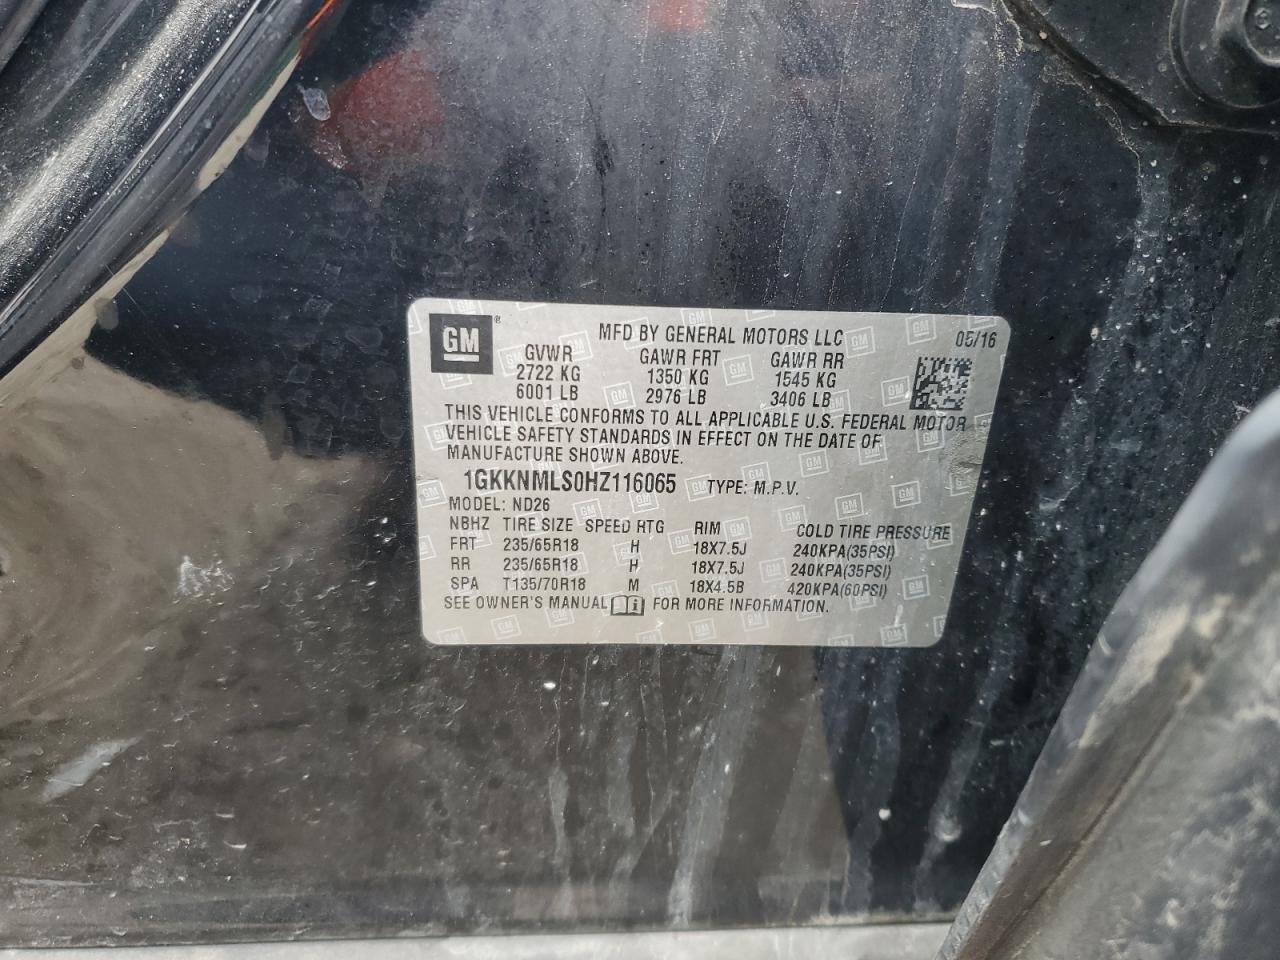 GM ® MFD BY GENERAL MOTORS LLC 05/16
GVWR GAWR FRT GAWR RR
2722 KG 1350 KG 1545 KG
6001 LB 2976 LB 3406 LB
THIS VEHICLE CONFORMS TO ALL APPLICABLE U.S. FEDERAL MOTOR
VEHICLE SAFETY STANDARDS IN EFFECT ON THE DATE OF
MANUFACTURE SHOWN ABOVE.
1GKKNMLS0HZ116065 TYPE: M.P.V.
MODEL: ND26
NBHZ TIRE SIZE SPEED RTG RIM COLD TIRE PRESSURE
FRT 235/65R18 H 18X7.5J 240KPA(35PSI)
RR 235/65R18 H 18X7.5J 240KPA(35PSI)
SPA T135/70R18 M 18X4.5B 420KPA(60PSI)
SEE OWNER'S MANUAL i FOR MORE INFORMATION.